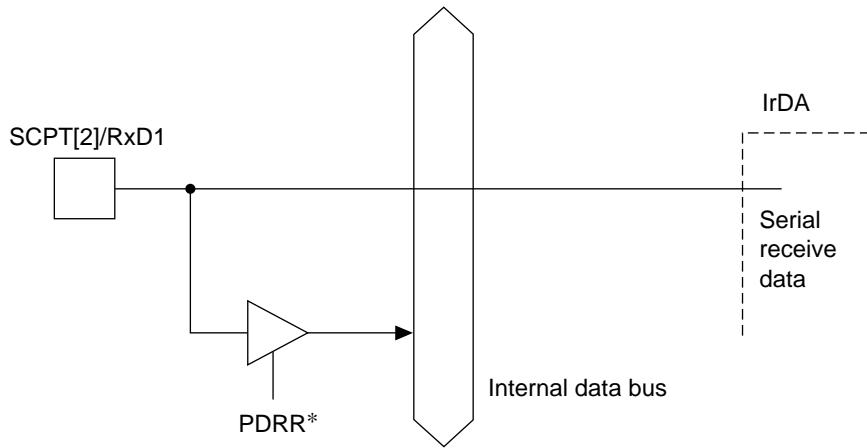 IrDA
SCPT[2]/RxD1
Serial
receive
data
Internal data bus
PDRR*